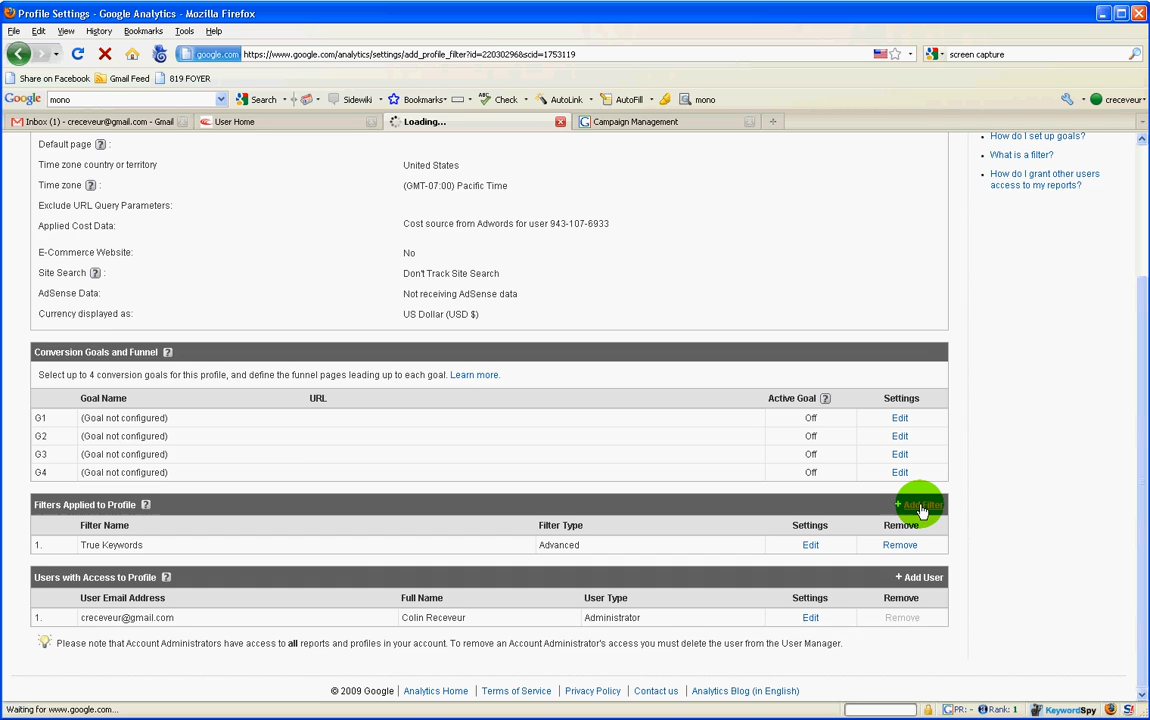 Profile Settings - Google Analytics - Mozilla Firefox
File Edit View History Bookmarks Tools Help
google.com https://www.google.com/analytics/settings/add_profile_filter?id=22030296&scid=1753119 screen capture
Share on Facebook Gmail Feed 819 FOYER
Google mono Search Sidewiki Bookmarks Check AutoLink AutoFill mono creceveur
Inbox (1) - creceveur@gmail.com - Gmail User Home Loading... Campaign Management
Default page ? :
How do I set up goals?
What is a filter?
How do I grant other users
access to my reports?
Time zone country or territory United States
Time zone ? : (GMT-07:00) Pacific Time
Exclude URL Query Parameters:
Applied Cost Data: Cost source from Adwords for user 943-107-6933
E-Commerce Website: No
Site Search ? : Don't Track Site Search
AdSense Data: Not receiving AdSense data
Currency displayed as: US Dollar (USD $)
Conversion Goals and Funnel ?
Select up to 4 conversion goals for this profile, and define the funnel pages leading up to each goal. Learn more.
Goal Name URL Active Goal ? Settings
G1 (Goal not configured) Off Edit
G2 (Goal not configured) Off Edit
G3 (Goal not configured) Off Edit
G4 (Goal not configured) Off Edit
Filters Applied to Profile ? + Add Filter
Filter Name Filter Type Settings Remove
1. True Keywords Advanced Edit Remove
Users with Access to Profile ? + Add User
User Email Address Full Name User Type Settings Remove
1. creceveur@gmail.com Colin Receveur Administrator Edit Remove
Please note that Account Administrators have access to all reports and profiles in your account. To remove an Account Administrator's access you must delete the user from the User Manager.
© 2009 Google | Analytics Home | Terms of Service | Privacy Policy | Contact us | Analytics Blog (in English)
Waiting for www.google.com... PR: - Rank: 1 KeywordSpy